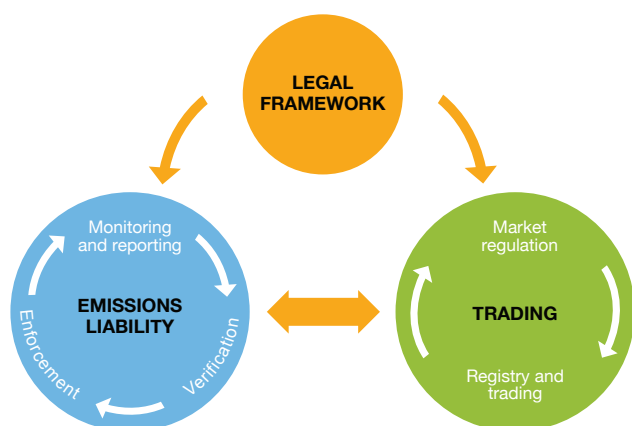 LEGAL
FRAMEWORK
Monitoring
and reporting
EMISSIONS
LIABILITY
Enforcement
Verification
Market
regulation
TRADING
Registry and
trading